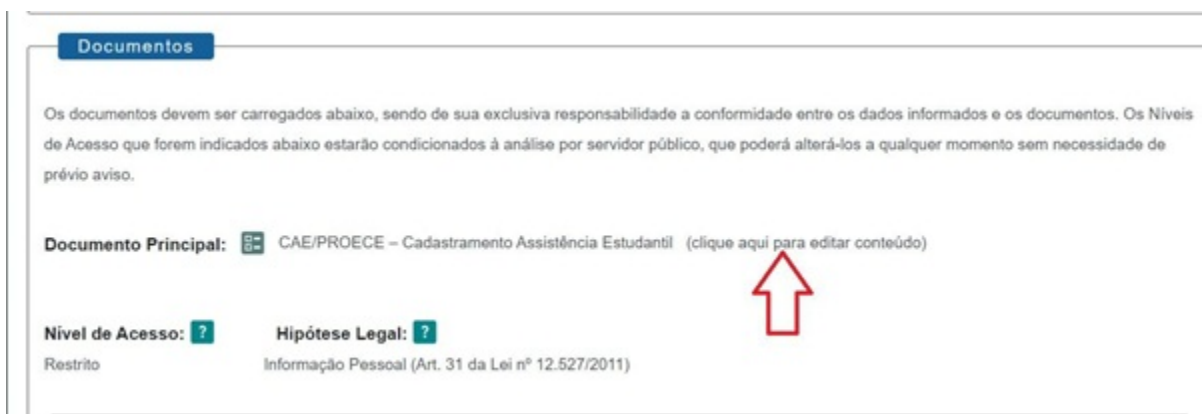 Documentos
Os documentos devem ser carregados abaixo, sendo de sua exclusiva responsabilidade a conformidade entre os dados informados e os documentos. Os Níveis
de Acesso que forem indicados abaixo estarão condicionados à análise por servidor público, que poderá alterá-los a qualquer momento sem necessidade de
prévio aviso.
Documento Principal: CAE/PROECE – Cadastramento Assistência Estudantil (clique aqui para editar conteúdo)
Nível de Acesso: ? Hipótese Legal: ?
Restrito Informação Pessoal (Art. 31 da Lei nº 12.527/2011)